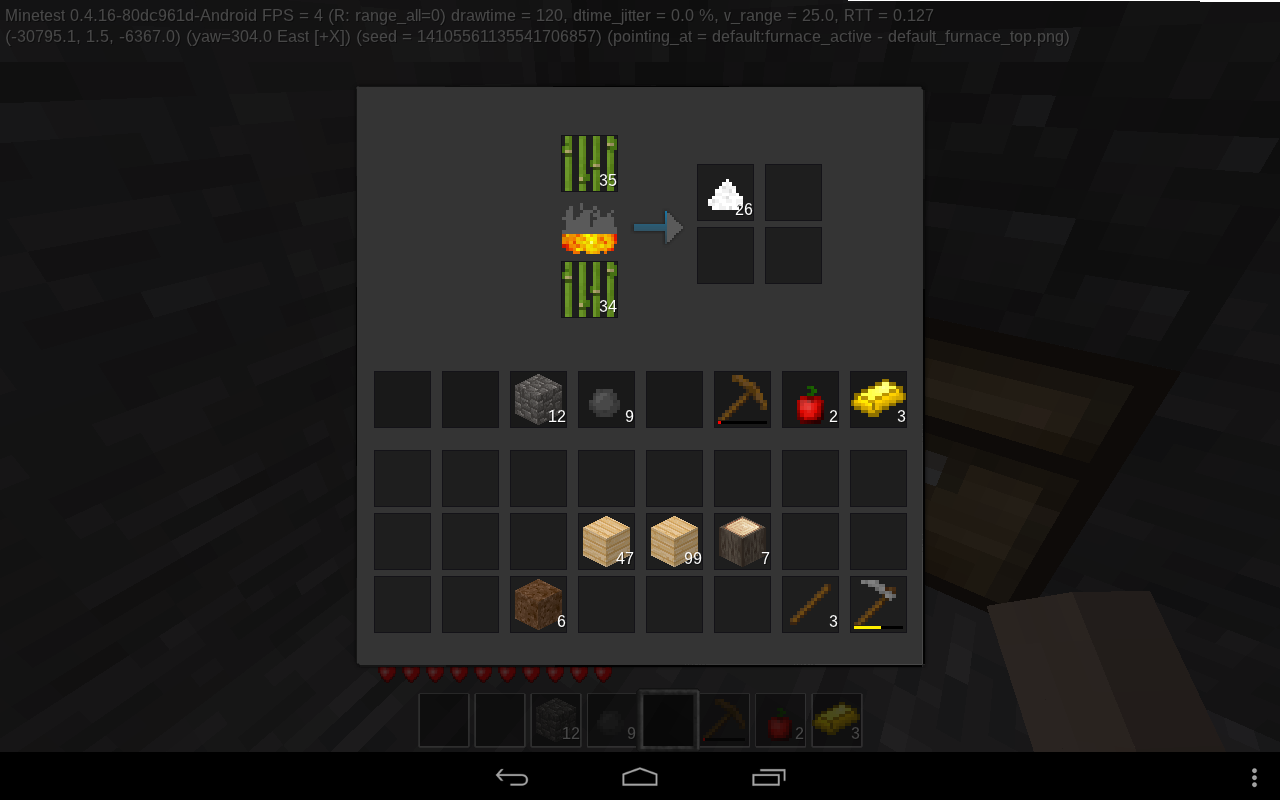 Minetest 0.4.16-80dc961d-Android FPS = 4 (R: range_all=0) drawtime = 120, dtime_jitter = 0.0 %, v_range = 25.0, RTT = 0.127
(-30795.1, 1.5, -6367.0) (yaw=304.0 East [+X]) (seed = 14105561135541706857) (pointing_at = default:furnace_active - default_furnace_top.png)
35
26
34
12 9 2 3
47 99 7
6 3
12 9 2 3